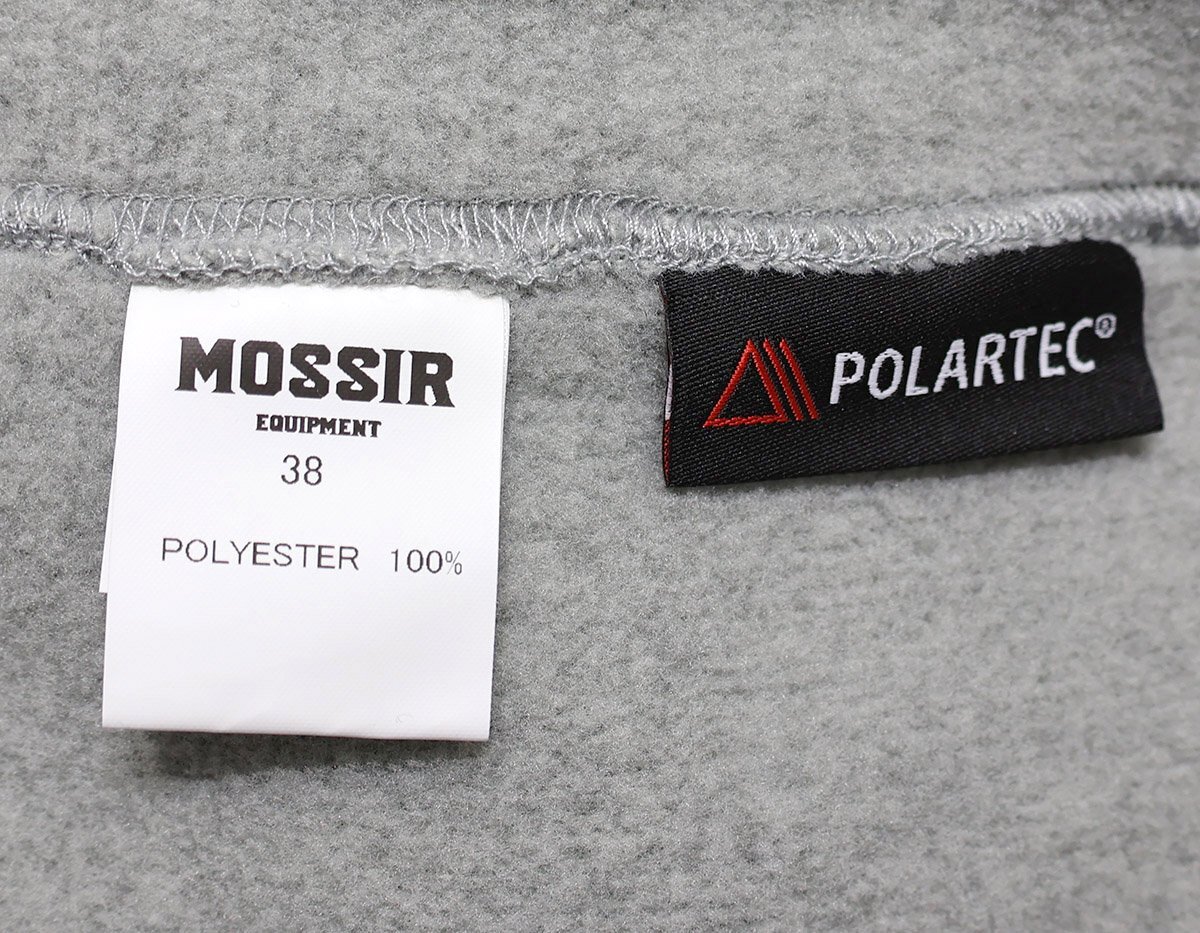 MOSSIR
EQUIPMENT
38
POLYESTER 100%
POLARTEC®